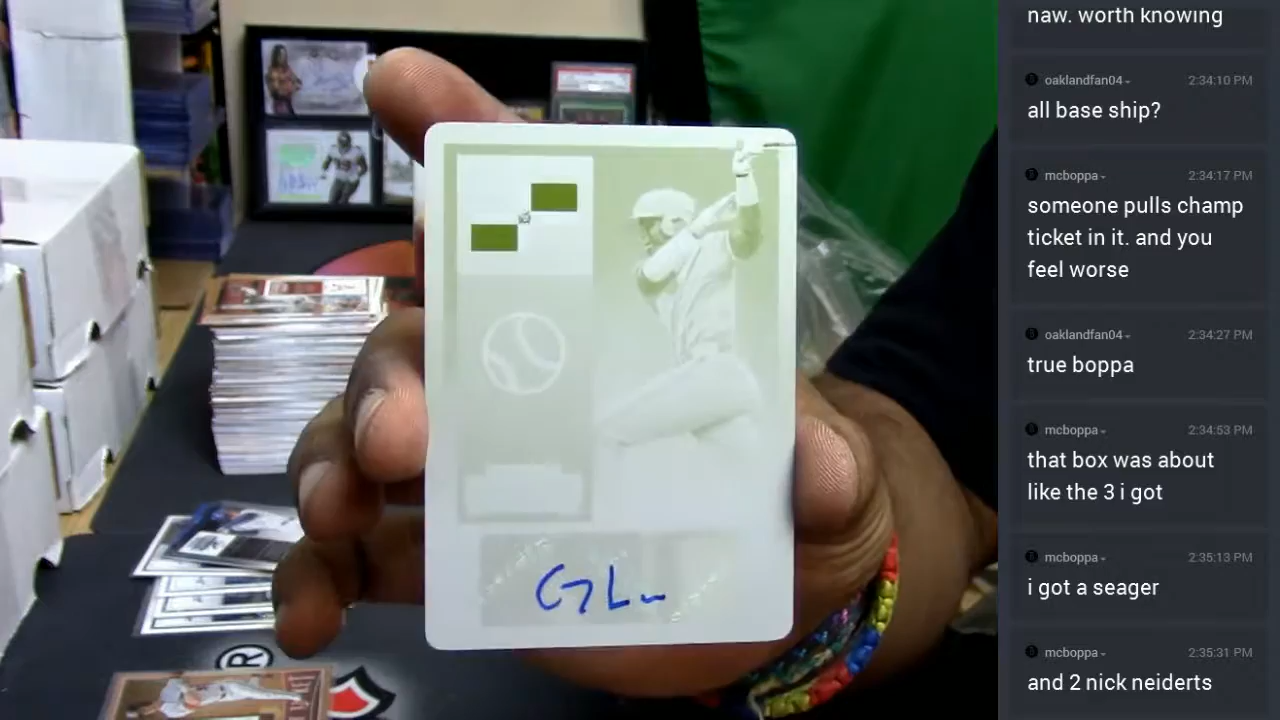 naw. worth knowing
oaklandfan04
2:34:10 PM
all base ship?
mcboppa
2:34:17 PM
someone pulls champ
ticket in it. and you
feel worse
oaklandfan04
2:34:27 PM
true boppa
mcboppa
2:34:53 PM
that box was about
like the 3 i got
mcboppa
2:35:13 PM
i got a seager
mcboppa
2:35:31 PM
and 2 nick neiderts
®